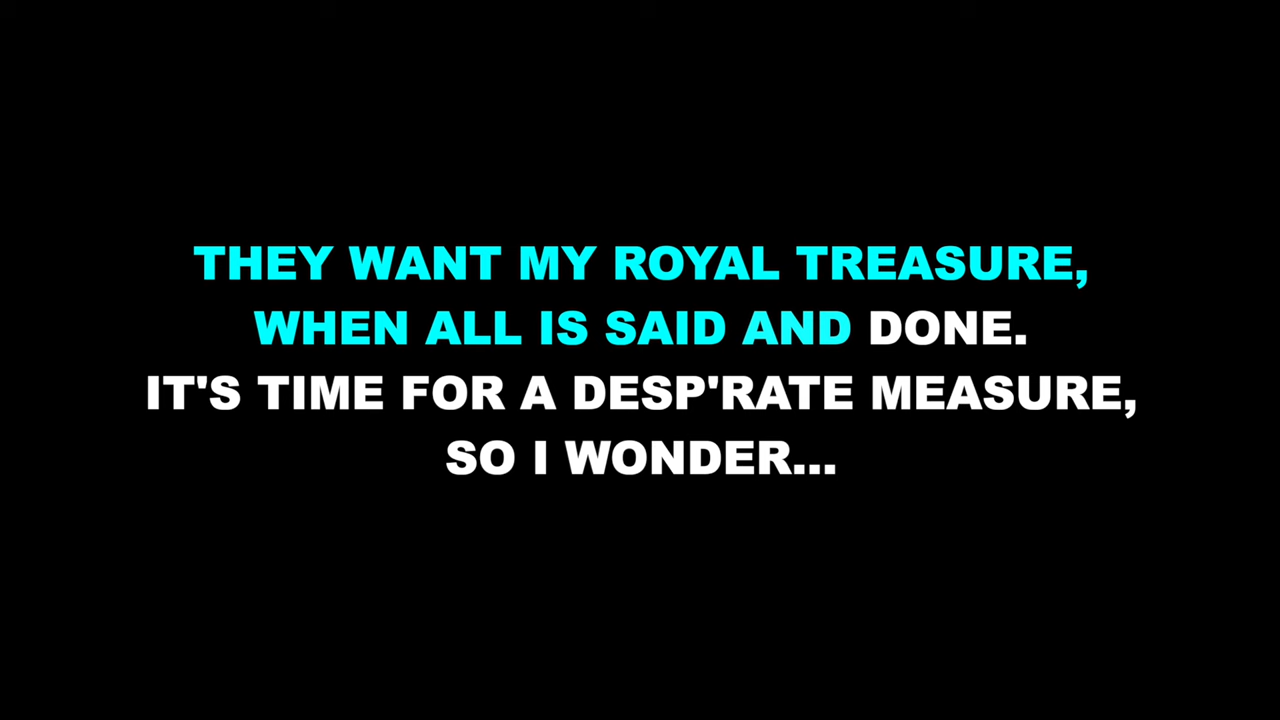 THEY WANT MY ROYAL TREASURE,
WHEN ALL IS SAID AND DONE.
IT'S TIME FOR A DESP'RATE MEASURE,
SO I WONDER...